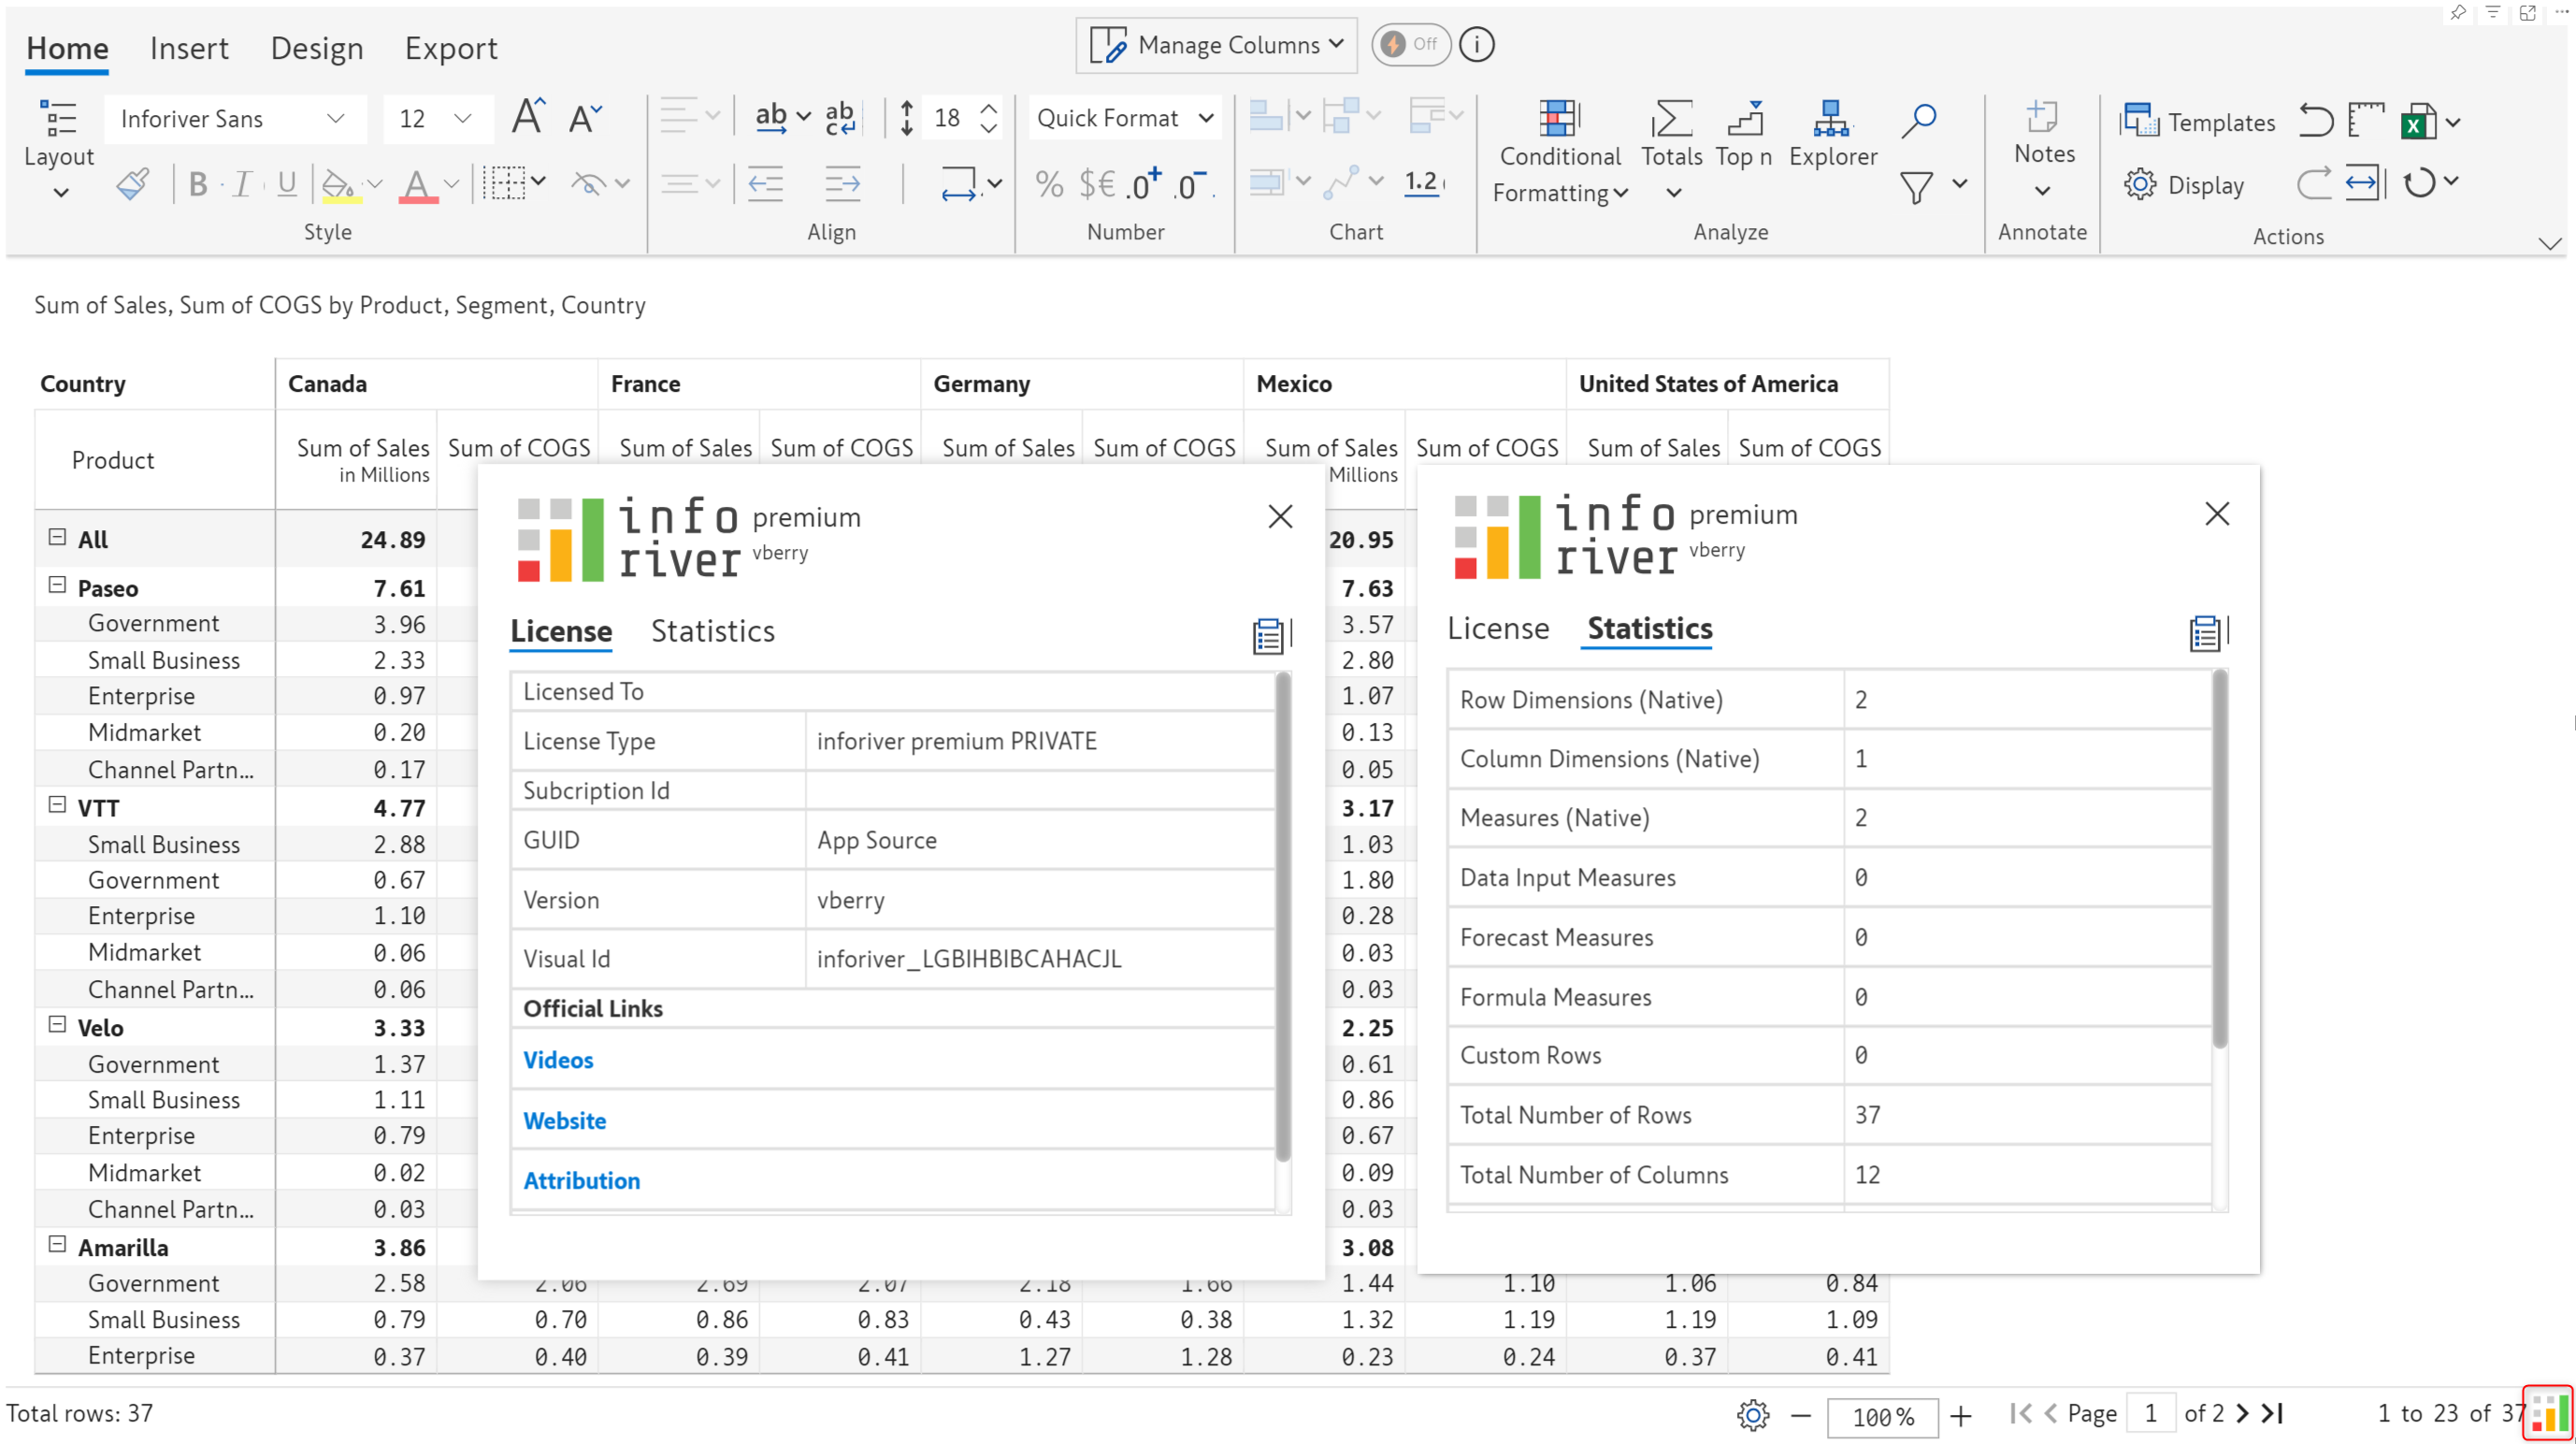 Home Insert Design Export Manage Columns Off i
Layout Inforiver Sans 12 A A ab ab c 18 Quick Format Conditional Formatting Totals Top n Explorer Notes Templates
B I U A % $€ .0+ .0- 1.2 Display
Style Align Number Chart Analyze Annotate Actions
Sum of Sales, Sum of COGS by Product, Segment, Country
Country Canada France Germany Mexico United States of America
Product Sum of Sales Sum of COGS Sum of Sales Sum of COGS Sum of Sales Sum of COGS Sum of Sales Sum of COGS Sum of Sales Sum of COGS
in Millions Millions
All 24.89 20.95
Paseo 7.61 7.63
Government 3.96 3.57
Small Business 2.33 2.80
Enterprise 0.97 1.07
Midmarket 0.20 0.13
Channel Partn... 0.17 0.05
VTT 4.77 3.17
Small Business 2.88 1.03
Government 0.67 1.80
Enterprise 1.10 0.28
Midmarket 0.06 0.03
Channel Partn... 0.06 0.03
Velo 3.33 2.25
Government 1.37 0.61
Small Business 1.11 0.86
Enterprise 0.79 0.67
Midmarket 0.02 0.09
Channel Partn... 0.03 0.03
Amarilla 3.86 3.08
Government 2.58 2.06 2.69 2.07 2.18 1.66 1.44 1.10 1.06 0.84
Small Business 0.79 0.70 0.86 0.83 0.43 0.38 1.32 1.19 1.19 1.09
Enterprise 0.37 0.40 0.39 0.41 1.27 1.28 0.23 0.24 0.37 0.41
info river premium
vberry
License Statistics
Licensed To
License Type inforiver premium PRIVATE
Subcription Id
GUID App Source
Version vberry
Visual Id inforiver_LGBIHBIBCAHACJL
Official Links
Videos
Website
Attribution
info river premium
vberry
License Statistics
Row Dimensions (Native) 2
Column Dimensions (Native) 1
Measures (Native) 2
Data Input Measures 0
Forecast Measures 0
Formula Measures 0
Custom Rows 0
Total Number of Rows 37
Total Number of Columns 12
Total rows: 37 100% Page 1 of 2 1 to 23 of 37